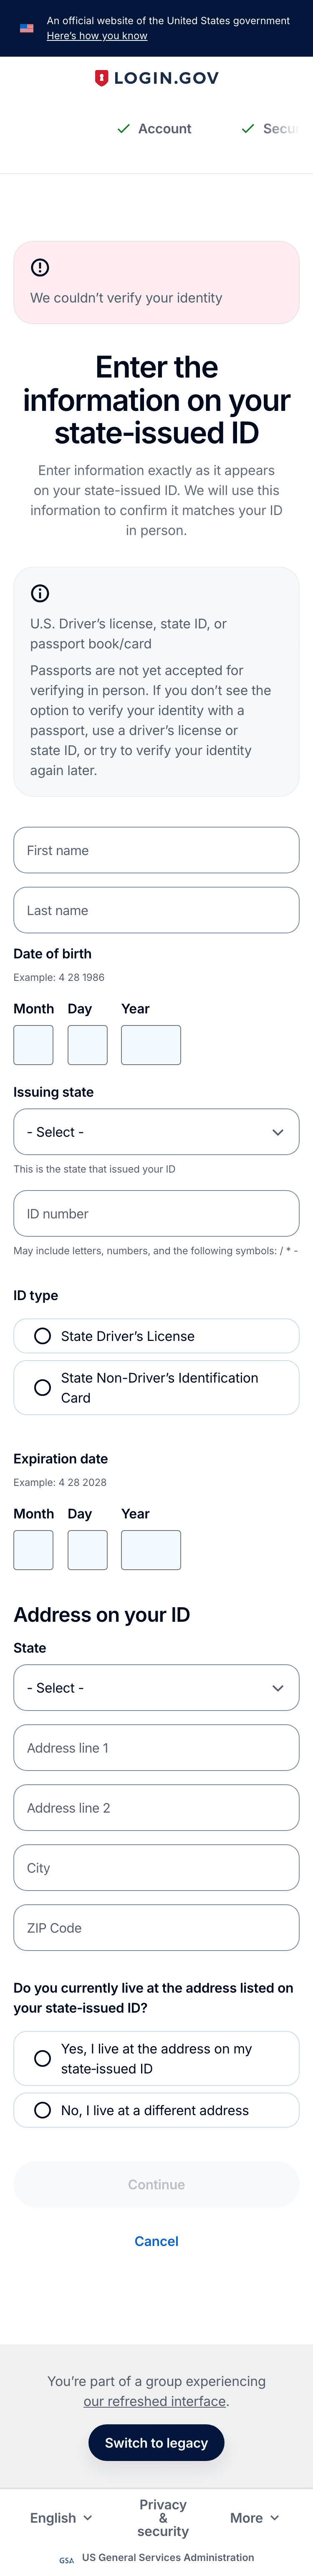 An official website of the United States government
Here’s how you know
LOGIN.GOV
Account
We couldn’t verify your identity
Enter the
information on your
state-issued ID
Enter information exactly as it appears
on your state-issued ID. We will use this
information to confirm it matches your ID
in person.
U.S. Driver’s license, state ID, or
passport book/card
Passports are not yet accepted for
verifying in person. If you don’t see the
option to verify your identity with a
passport, use a driver’s license or
state ID, or try to verify your identity
again later.
First name
Last name
Date of birth
Example: 4 28 1986
Month Day Year
Issuing state
- Select -
This is the state that issued your ID
ID number
May include letters, numbers, and the following symbols: / * -
ID type
State Driver’s License
State Non-Driver’s Identification
Card
Expiration date
Example: 4 28 2028
Month Day Year
Address on your ID
State
- Select -
Address line 1
Address line 2
City
ZIP Code
Do you currently live at the address listed on
your state-issued ID?
Yes, I live at the address on my
state-issued ID
No, I live at a different address
Continue
Cancel
You’re part of a group experiencing
our refreshed interface.
Switch to legacy
English
Privacy
&
security
More
GSA US General Services Administration